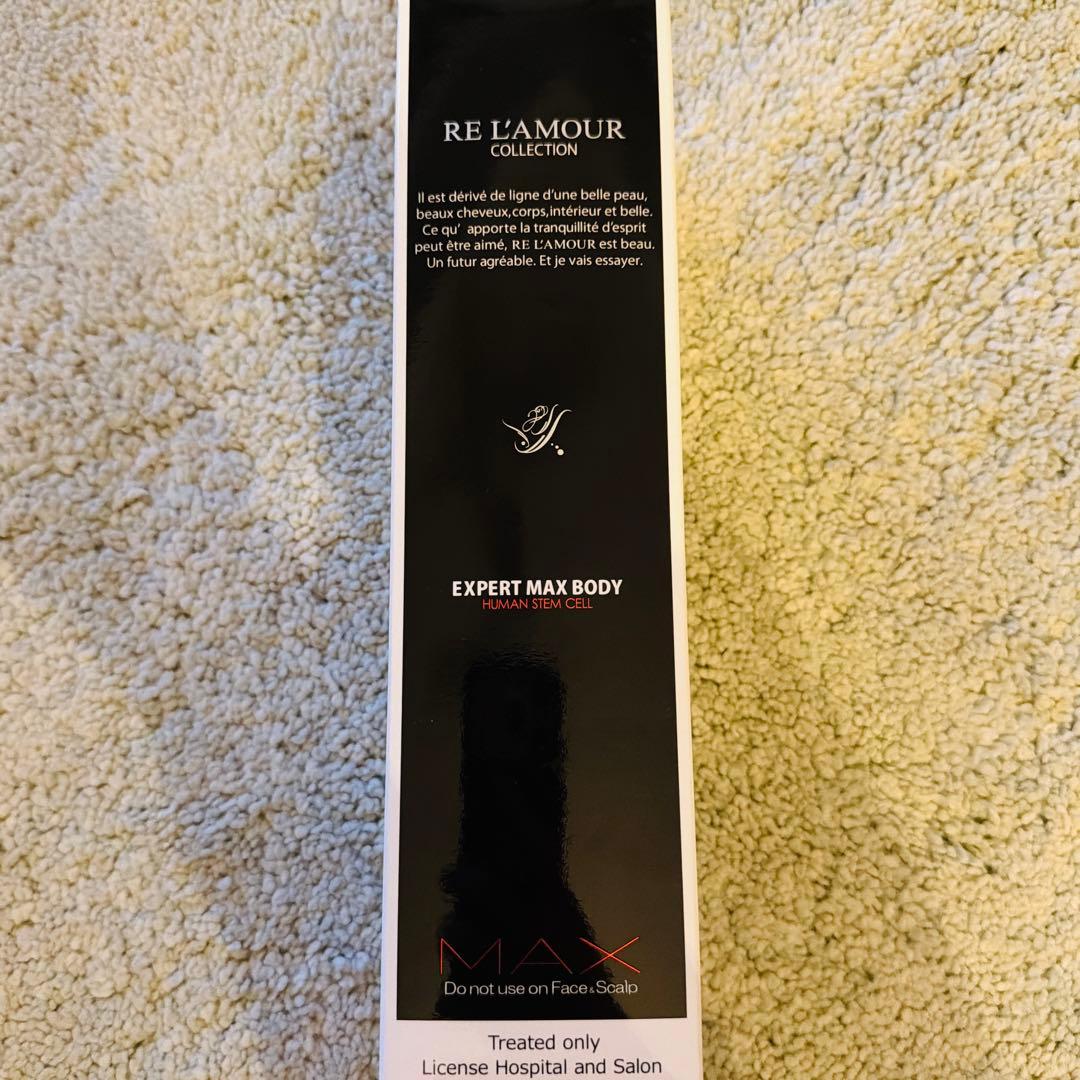 RE L'AMOUR
COLLECTION
Il est dérivé de ligne d'une belle peau,
beaux cheveux,corps,intérieur et belle.
Ce qu' apporte la tranquillité d'esprit
peut être aimé, RE L'AMOUR est beau.
Un futur agréable. Et je vais essayer.
EXPERT MAX BODY
HUMAN STEM CELL
MAX
Do not use on Face&Scalp
Treated only
License Hospital and Salon